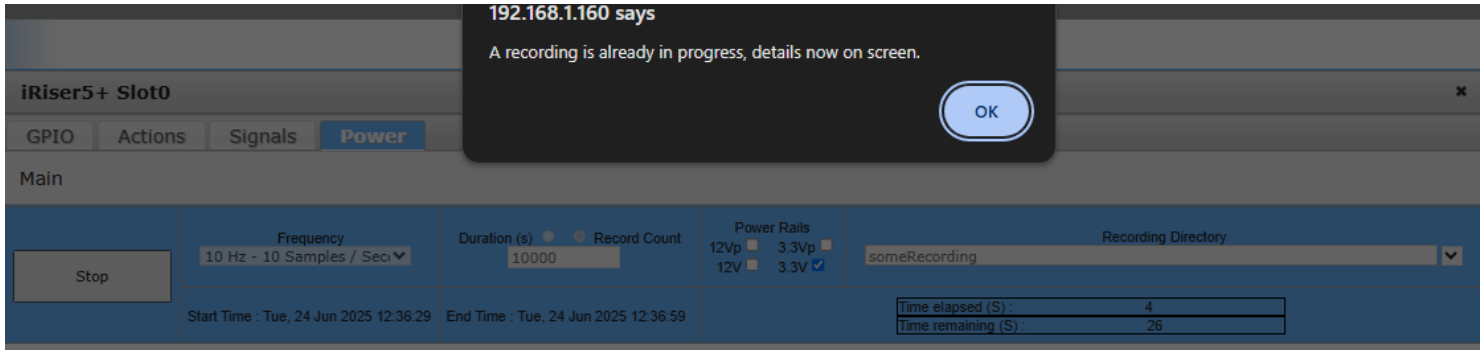 192.168.1.160 says
A recording is already in progress, details now on screen.
OK
iRiser5+ Slot0
GPIO Actions Signals Power
Main
Stop
Frequency
10 Hz - 10 Samples / Sec
Duration (s) Record Count
10000
Power Rails
12Vp 3.3Vp
12V 3.3V
Recording Directory
someRecording
Start Time : Tue, 24 Jun 2025 12:36:29
End Time : Tue, 24 Jun 2025 12:36:59
Time elapsed (S) : 4
Time remaining (S) : 26